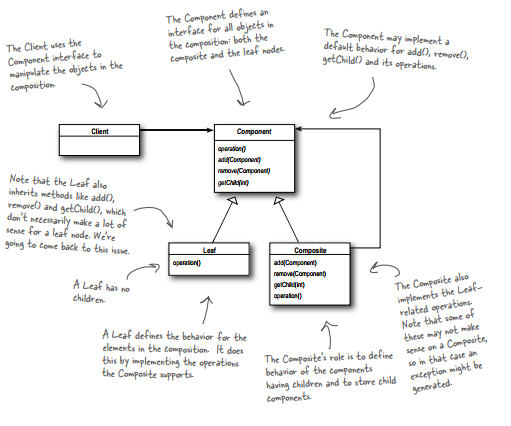 The Component defines an
interface for all objects in
the composition: both the
composite and the leaf nodes.
The Client uses the
Component interface to
manipulate the objects in the
composition.
The Component may implement a
default behavior for add(), remove(),
getChild() and its operations.
Client
Component
operation()
add(Component)
remove(Component)
getChild(int)
Note that the Leaf also
inherits methods like add(),
remove() and getChild(), which
don't necessarily make a lot of
sense for a leaf node. We're
going to come back to this issue.
Leaf
operation()
Composite
add(Component)
remove(Component)
getChild(int)
operation()
A Leaf has no
children.
The Composite also
implements the Leaf-
related operations.
Note that some of
these may not make
sense on a Composite,
so in that case an
exception might be
generated.
A Leaf defines the behavior for the
elements in the composition. It does
this by implementing the operations
the Composite supports.
The Composite's role is to define
behavior of the components
having children and to store child
components.